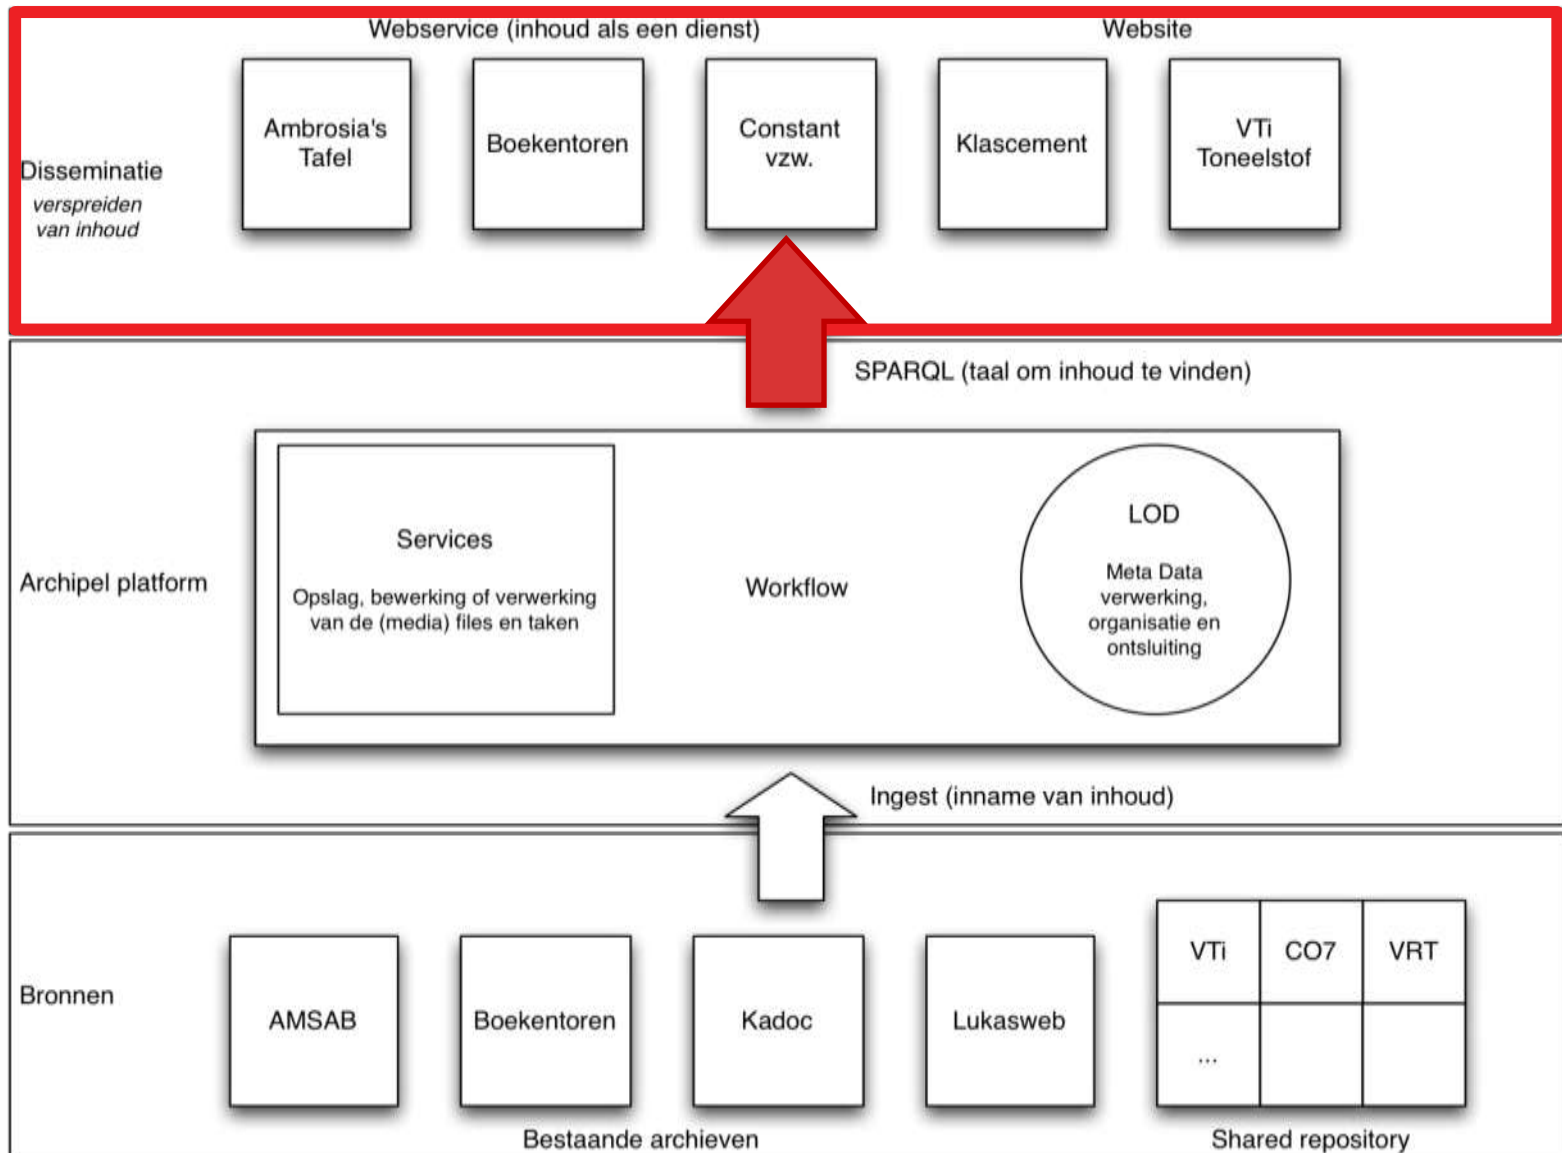 Webservice (inhoud als een dienst)
Website
Ambrosia's
Tafel
Boekentoren
Constant
vzw.
Klascement
VTi
Toneelstof
Disseminatie
verspreiden
van inhoud
SPARQL (taal om inhoud te vinden)
Archipel platform
Services
Opslag, bewerking of verwerking
van de (media) files en taken
Workflow
LOD
Meta Data
verwerking,
organisatie en
ontsluiting
Ingest (inname van inhoud)
Bronnen
AMSAB
Boekentoren
Kadoc
Lukasweb
VTi
CO7
VRT
...
Bestaande archieven
Shared repository